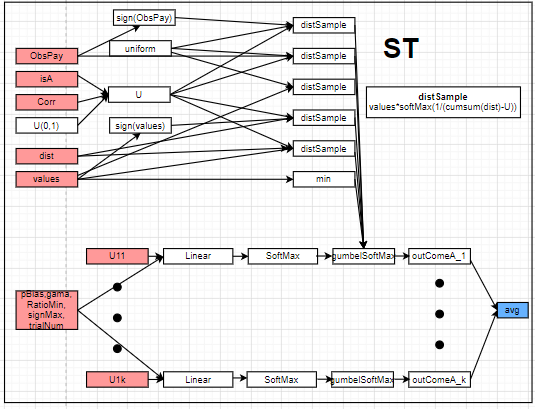 sign(ObsPay)
uniform
distSample
ObsPay
distSample
ST
isA
Corr
U
distSample
distSample
values*softMax(1/(cumsum(dist)-U))
U(0,1)
sign(values)
distSample
dist
distSample
values
min
U11
Linear
SoftMax
gumbelSoftMax
outComeA_1
pBias,gama,
RatioMin,
signMax,
trialNum
avg
U1k
Linear
SoftMax
gumbelSoftMax
outComeA_k